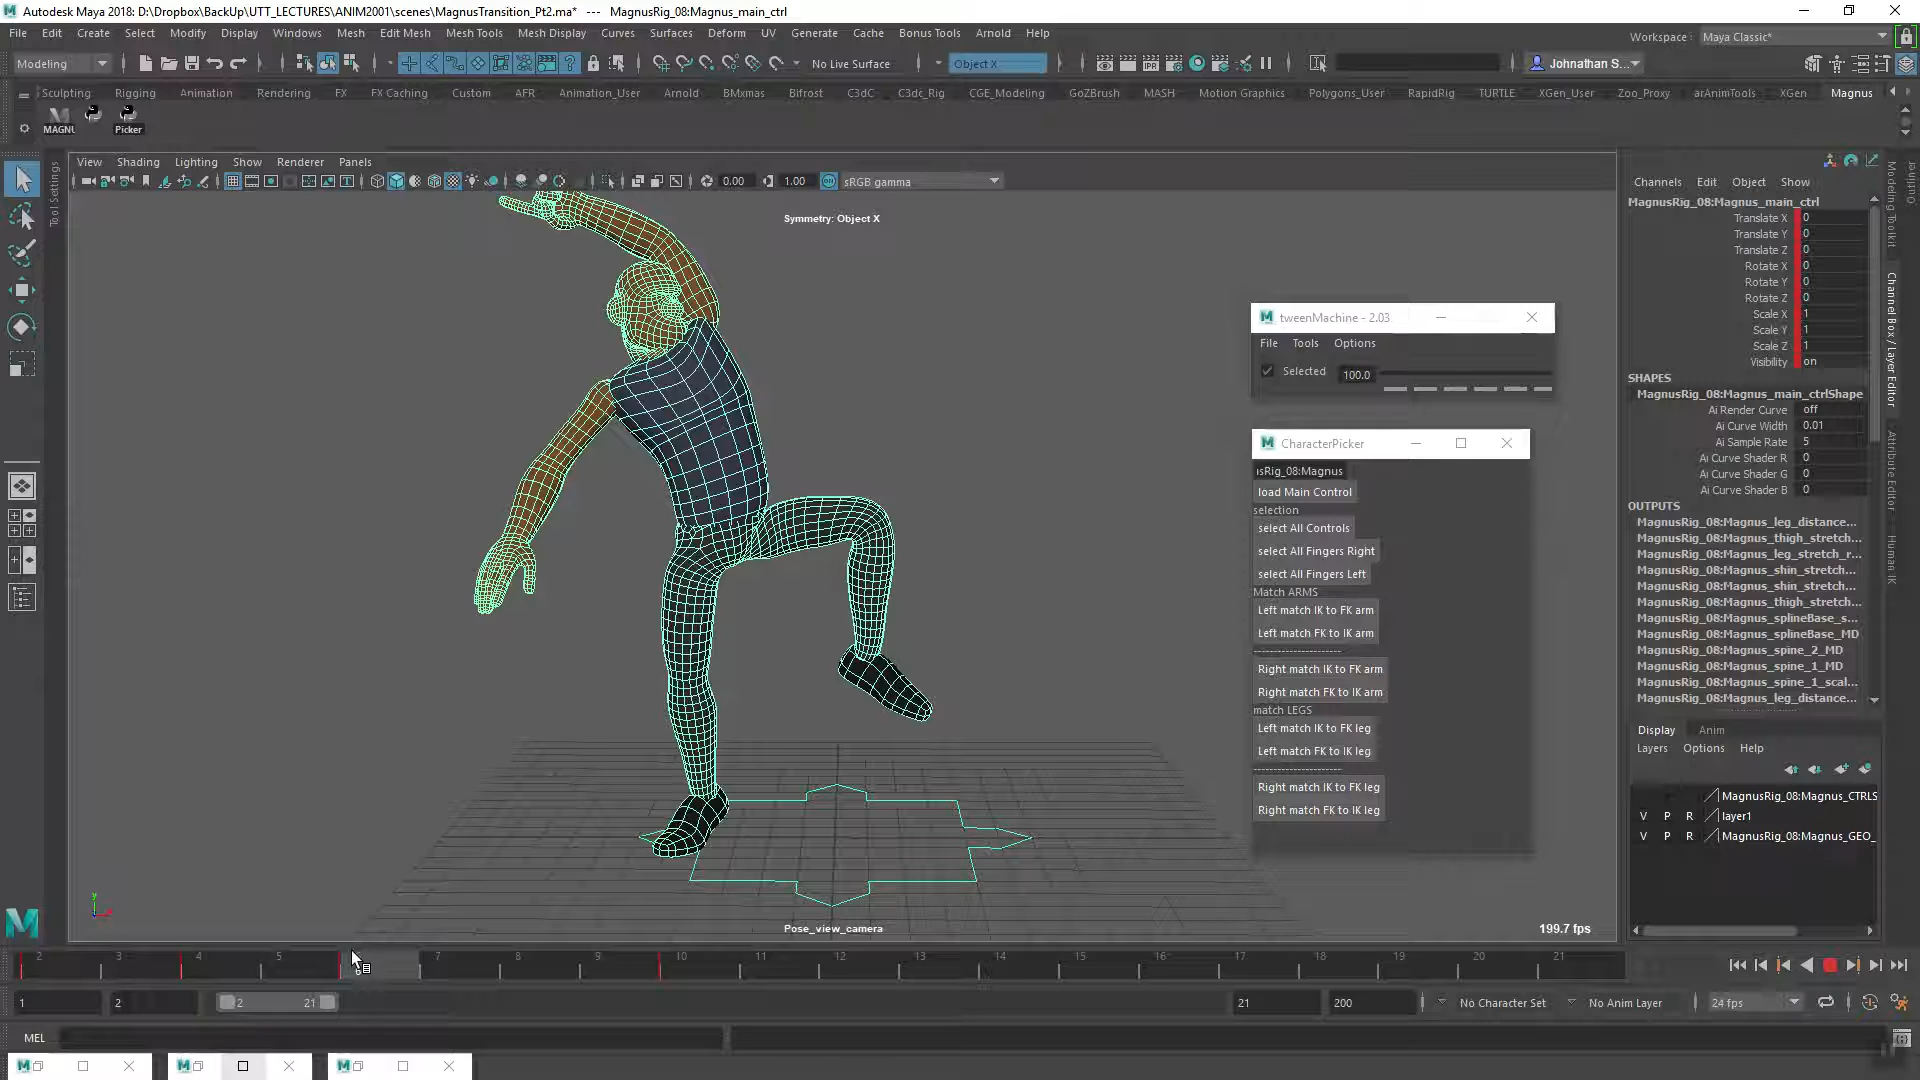 Autodesk Maya 2018: D:\Dropbox\BackUp\UTT_LECTURES\ANIM2001\scenes\MagnusTransition_Pt2.ma* --- MagnusRig_08:Magnus_main_ctrl
File Edit Create Select Modify Display Windows Mesh Edit Mesh Mesh Tools Mesh Display Curves Surfaces Deform UV Generate Cache Bonus Tools Arnold Help
Workspace : Maya Classic*
Modeling No Live Surface Object X Johnathan S...
Sculpting Rigging Animation Rendering FX FX Caching Custom AFR Animation_User Arnold BMxmas Bifrost C3dC C3dc_Rig CGE_Modeling GoZBrush MASH Motion Graphics Polygons_User RapidRig TURTLE XGen_User Zoo_Proxy arAnimTools XGen Magnus
MAGNU Picker
Tool Settings
View Shading Lighting Show Renderer Panels
0.00 1.00 sRGB gamma
Symmetry: Object X
tweenMachine - 2.03
File Tools Options
Selected 100.0
CharacterPicker
ısRig_08:Magnus
load Main Control
selection
select All Controls
select All Fingers Right
select All Fingers Left
Match ARMS
Left match IK to FK arm
Left match FK to IK arm
------------------------
Right match IK to FK arm
Right match FK to IK arm
match LEGS
Left match IK to FK leg
Left match FK to IK leg
------------------------
Right match IK to FK leg
Right match FK to IK leg
Pose_view_camera
199.7 fps
Channels Edit Object Show
MagnusRig_08:Magnus_main_ctrl
Translate X 0
Translate Y 0
Translate Z 0
Rotate X 0
Rotate Y 0
Rotate Z 0
Scale X 1
Scale Y 1
Scale Z 1
Visibility on
SHAPES
MagnusRig_08:Magnus_main_ctrlShape
Ai Render Curve off
Ai Curve Width 0.01
Ai Sample Rate 5
Ai Curve Shader R 0
Ai Curve Shader G 0
Ai Curve Shader B 0
OUTPUTS
MagnusRig_08:Magnus_leg_distance...
MagnusRig_08:Magnus_thigh_stretch...
MagnusRig_08:Magnus_leg_stretch_r...
MagnusRig_08:Magnus_shin_stretch...
MagnusRig_08:Magnus_shin_stretch...
MagnusRig_08:Magnus_thigh_stretch...
MagnusRig_08:Magnus_splineBase_s...
MagnusRig_08:Magnus_splineBase_MD
MagnusRig_08:Magnus_spine_2_MD
MagnusRig_08:Magnus_spine_1_MD
MagnusRig_08:Magnus_spine_1_scal...
MagnusRig_08:Magnus_leg_distance...
Display Anim
Layers Options Help
MagnusRig_08:Magnus_CTRLS
V P R layer1
V P R MagnusRig_08:Magnus_GEO_
Modeling Toolkit
Channel Box / Layer Editor
Attribute Editor
Human IK
2 3 4 5 7 8 9 10 11 12 13 14 15 16 17 18 19 20 21
1 2 2 21 21 200 No Character Set No Anim Layer 24 fps
MEL